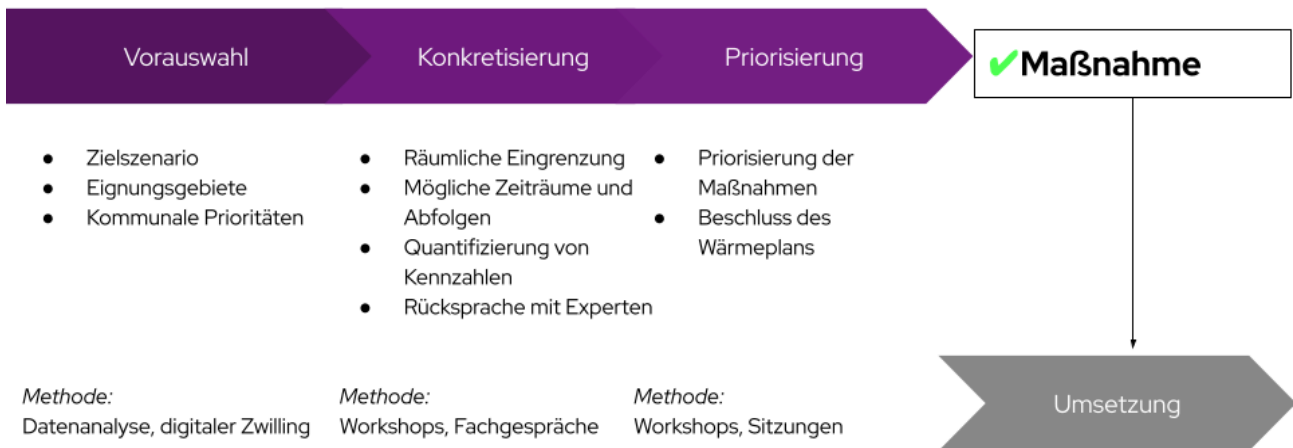 Vorauswahl
Konkretisierung
Priorisierung
✔Maßnahme
● Zielszenario
● Eignungsgebiete
● Kommunale Prioritäten
● Räumliche Eingrenzung
● Mögliche Zeiträume und
Abfolgen
● Quantifizierung von
Kennzahlen
● Rücksprache mit Experten
● Priorisierung der
Maßnahmen
● Beschluss des
Wärmeplans
Methode:
Datenanalyse, digitaler Zwilling
Methode:
Workshops, Fachgespräche
Methode:
Workshops, Sitzungen
Umsetzung